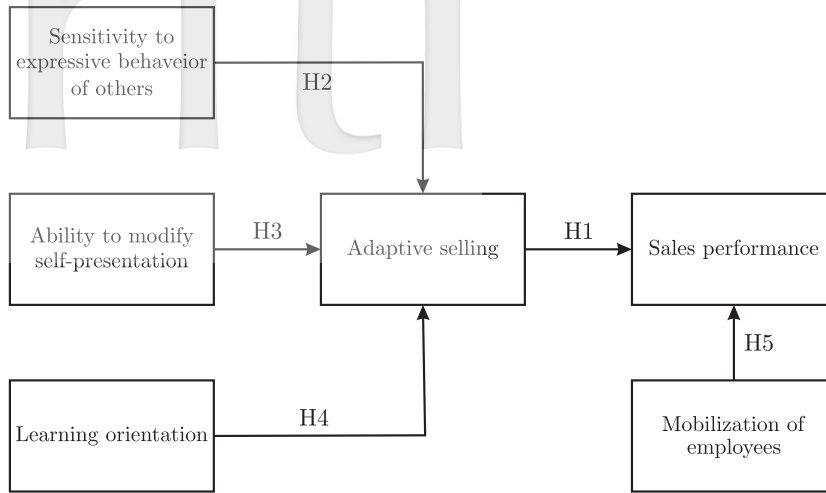 Sensitivity to
expressive behaveior
of others
H2
Ability to modify
self-presentation
H3
Adaptive selling
H1
Sales performance
H5
Learning orientation
H4
Mobilization of
employees